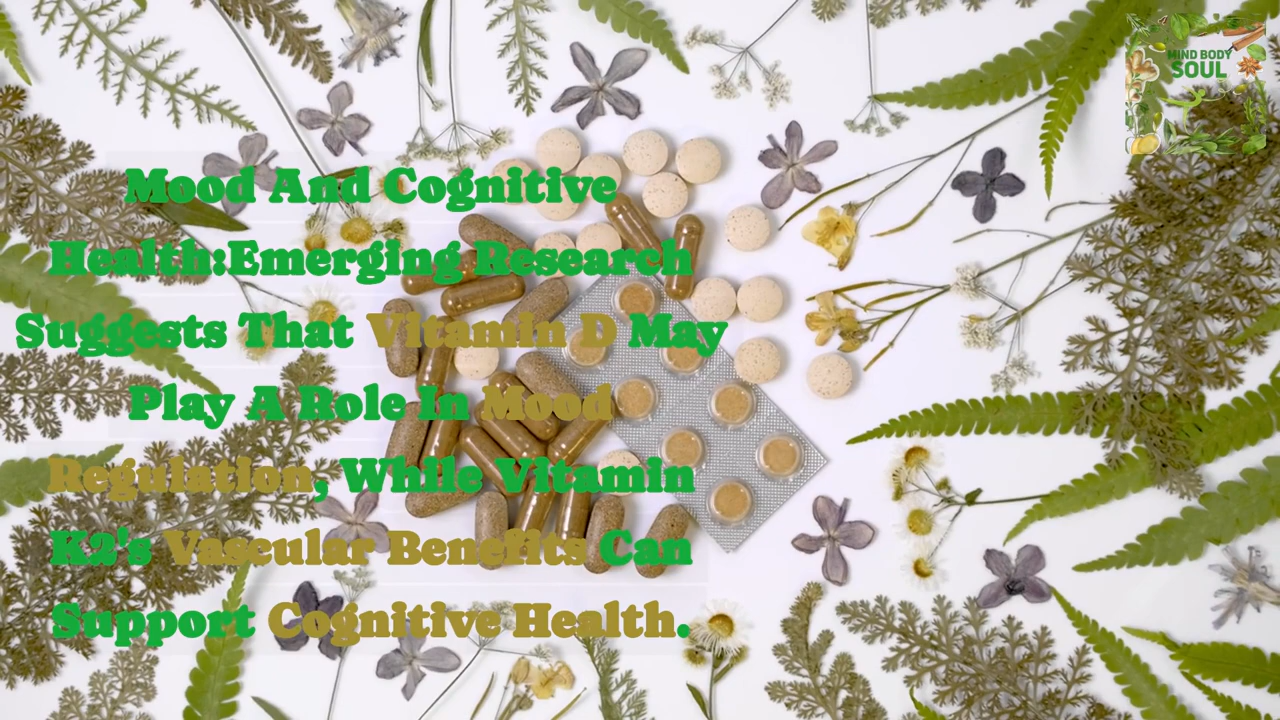 MIND BODY
SOUL
Mood And Cognitive
Health:Emerging Research
Suggests That Vitamin D May
Play A Role In Mood
Regulation, While Vitamin
K2's Vascular Benefits Can
Support Cognitive Health.